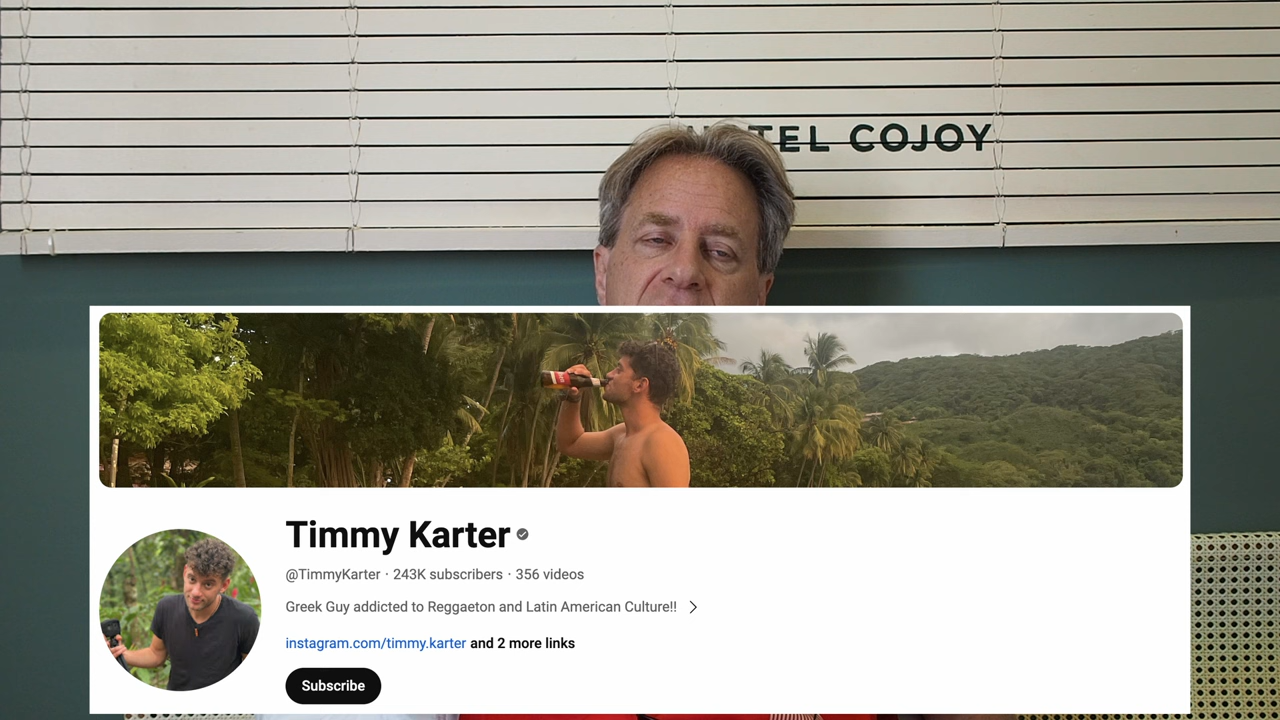 TEL COJOY
Timmy Karter
@TimmyKarter · 243K subscribers · 356 videos
Greek Guy addicted to Reggaeton and Latin American Culture!!
instagram.com/timmy.karter and 2 more links
Subscribe